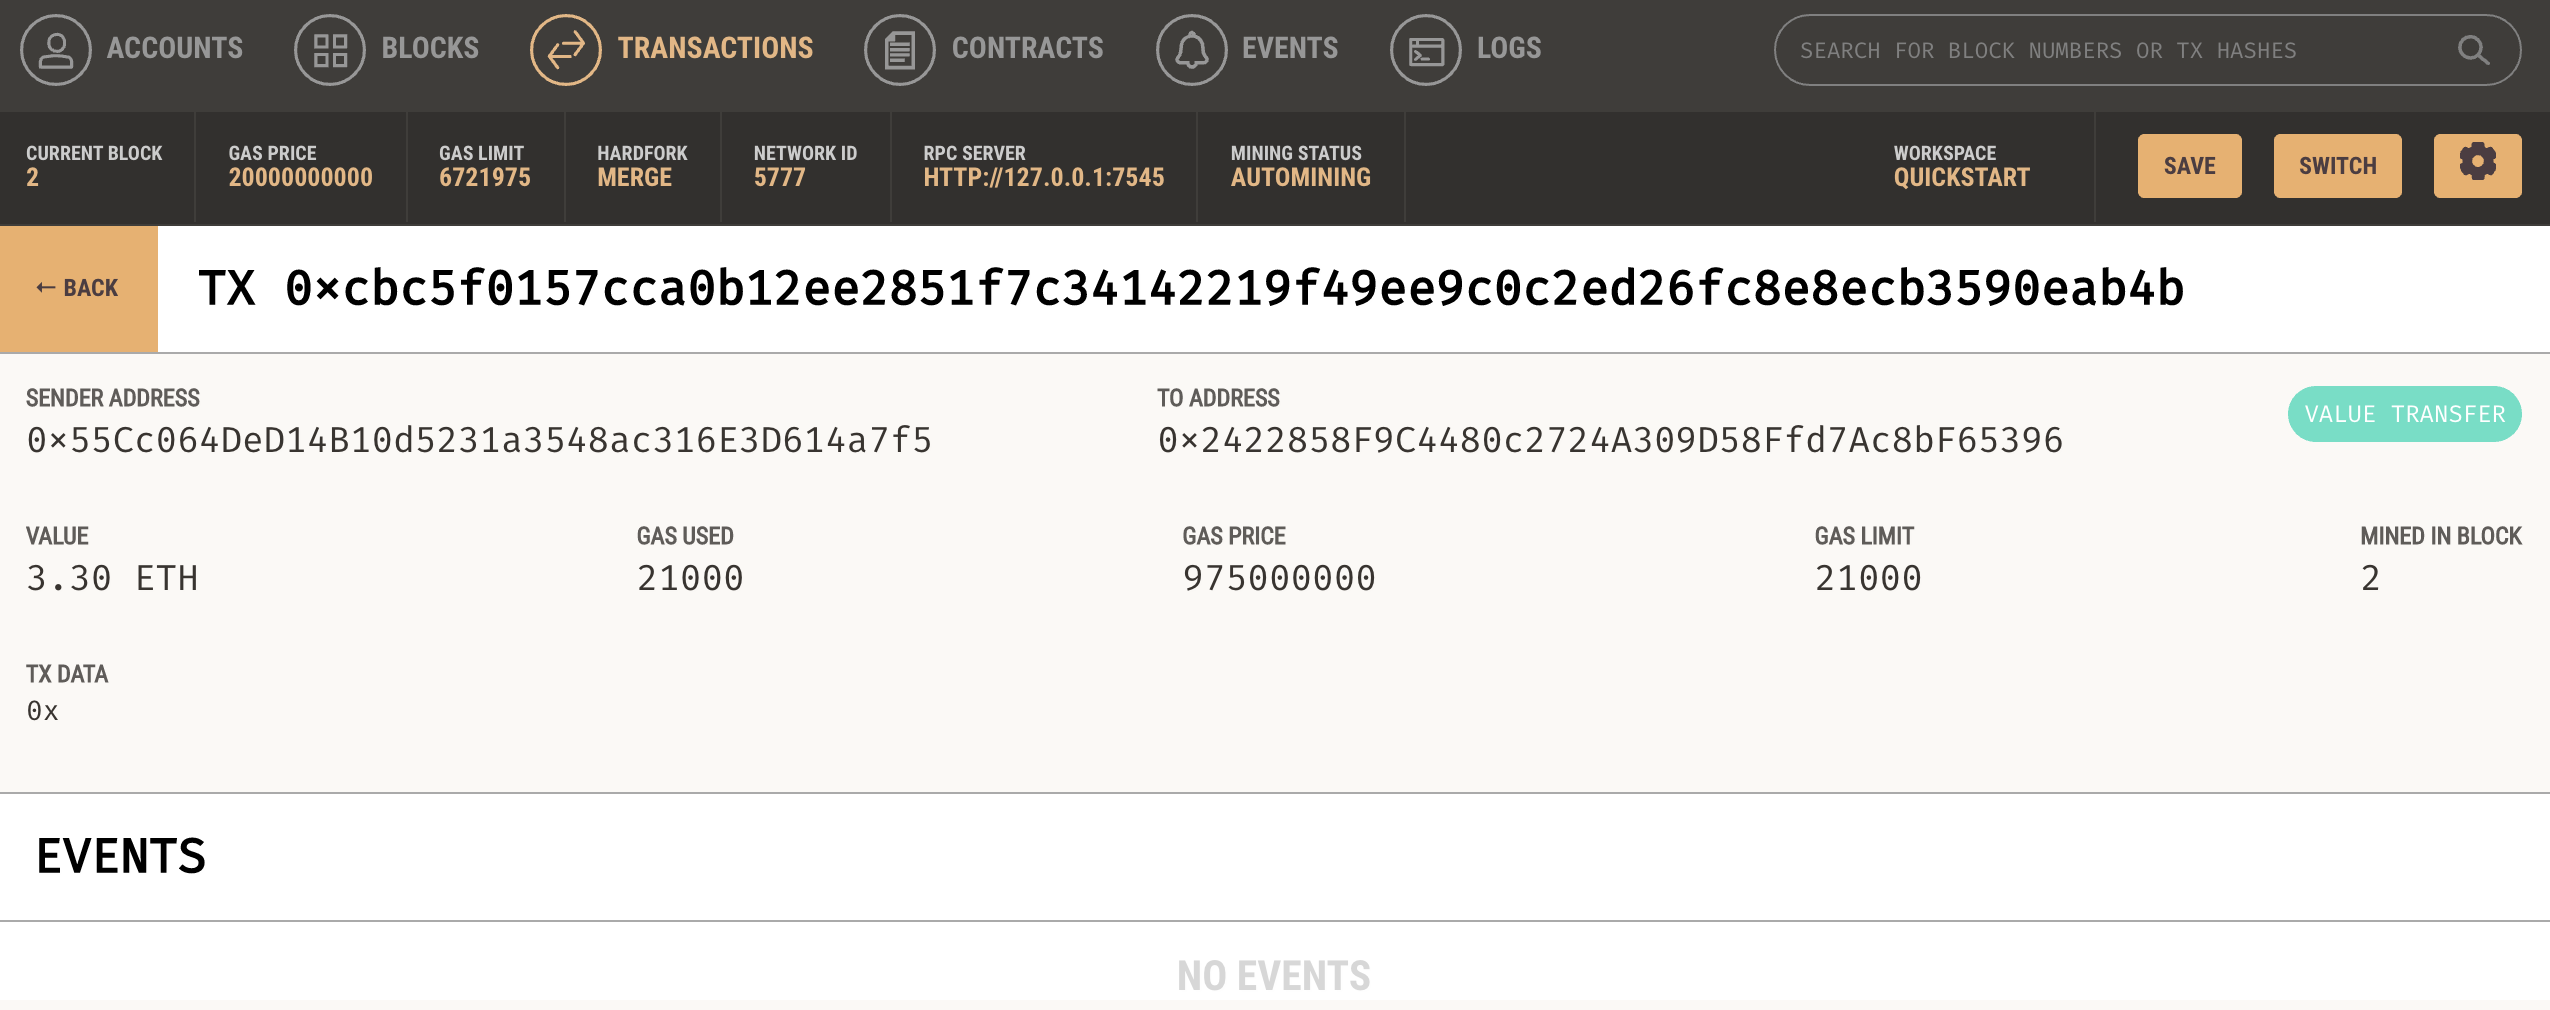 ACCOUNTS BLOCKS TRANSACTIONS CONTRACTS EVENTS LOGS SEARCH FOR BLOCK NUMBERS OR TX HASHES
CURRENT BLOCK GAS PRICE GAS LIMIT HARDFORK NETWORK ID RPC SERVER MINING STATUS WORKSPACE
2 20000000000 6721975 MERGE 5777 HTTP://127.0.0.1:7545 AUTOMINING QUICKSTART SAVE SWITCH
← BACK TX 0×cbc5f0157cca0b12ee2851f7c34142219f49ee9c0c2ed26fc8e8ecb3590eab4b
SENDER ADDRESS TO ADDRESS
0×55Cc064DeD14B10d5231a3548ac316E3D614a7f5 0×2422858F9C4480c2724A309D58Ffd7Ac8bF65396 VALUE TRANSFER
VALUE GAS USED GAS PRICE GAS LIMIT MINED IN BLOCK
3.30 ETH 21000 975000000 21000 2
TX DATA
0x
EVENTS
NO EVENTS